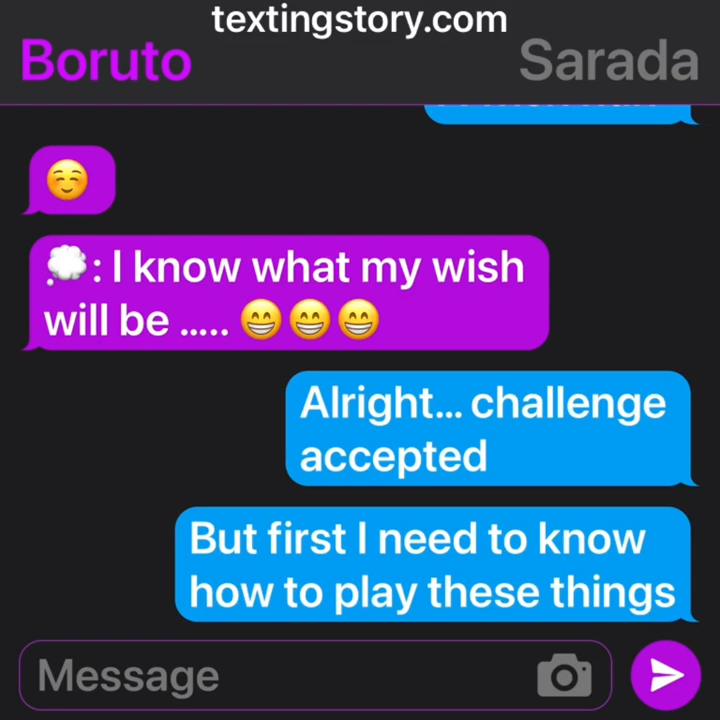 textingstory.com
Boruto
Sarada
☺️
💭: I know what my wish
will be ..... 😁😁😁
Alright... challenge
accepted
But first I need to know
how to play these things
Message